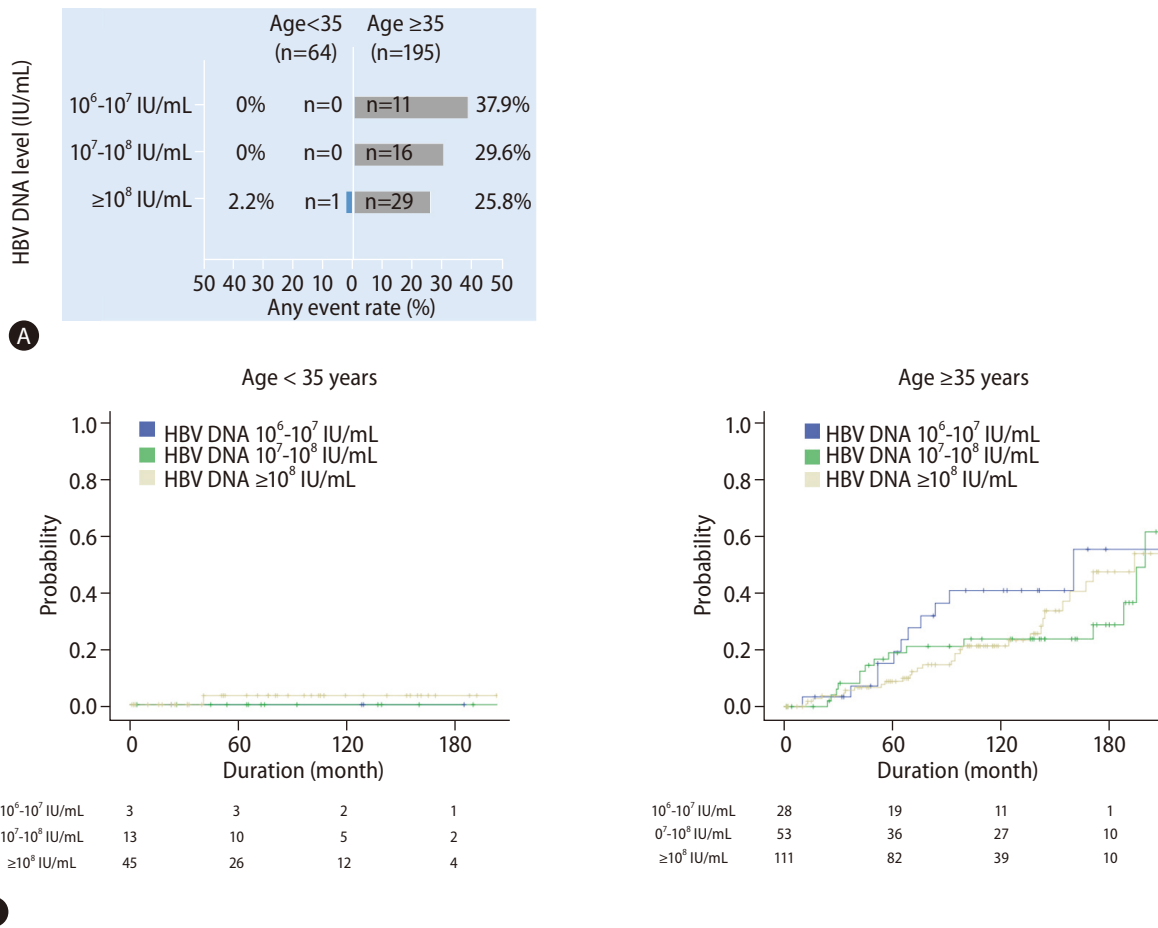 Age<35 Age ≥35
(n=64) (n=195)
HBV DNA level (IU/mL)
10⁶-10⁷ IU/mL 0% n=0 n=11 37.9%
10⁷-10⁸ IU/mL 0% n=0 n=16 29.6%
≥10⁸ IU/mL 2.2% n=1 n=29 25.8%
50 40 30 20 10 0 10 20 30 40 50
Any event rate (%)
A
Age < 35 years
HBV DNA 10⁶-10⁷ IU/mL
HBV DNA 10⁷-10⁸ IU/mL
HBV DNA ≥10⁸ IU/mL
Probability
1.0
0.8
0.6
0.4
0.2
0.0
0 60 120 180
Duration (month)
10⁶-10⁷ IU/mL 3 3 2 1
10⁷-10⁸ IU/mL 13 10 5 2
≥10⁸ IU/mL 45 26 12 4
Age ≥35 years
HBV DNA 10⁶-10⁷ IU/mL
HBV DNA 10⁷-10⁸ IU/mL
HBV DNA ≥10⁸ IU/mL
Probability
1.0
0.8
0.6
0.4
0.2
0.0
0 60 120 180
Duration (month)
10⁶-10⁷ IU/mL 28 19 11 1
0⁷-10⁸ IU/mL 53 36 27 10
≥10⁸ IU/mL 111 82 39 10